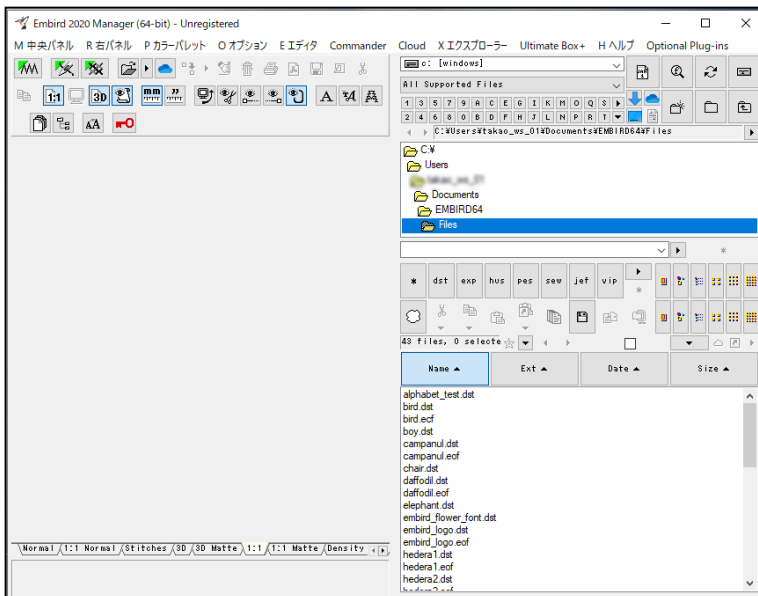 Embird 2020 Manager (64-bit) - Unregistered
M 中央パネル R 右パネル P カラーパレット O オプション E エディタ Commander Cloud X エクスプローラー Ultimate Box+ H ヘルプ Optional Plug-ins
c: [windows]
All Supported Files
1:1 3D mm A
1 3 5 7 9 A C E G I K M O Q S
2 4 6 8 0 B D F H J L N P R T
C:¥Users¥takao_ws_01¥Documents¥EMBIRD64¥Files
C:¥
Users
Documents
EMBIRD64
Files
* dst exp hus pes sew jef vip *
43 files, 0 selecte
Name Ext Date Size
alphabet_test.dst
bird.dst
bird.ecf
boy.dst
campanul.dst
campanul.eof
chair.dst
daffodil.dst
daffodil.eof
elephant.dst
embird_flower_font.dst
embird_logo.dst
embird_logo.eof
hedera1.dst
hedera1.eof
hedera2.dst
Normal 1:1 Normal Stitches 3D 3D Matte 1:1 1:1 Matte Density